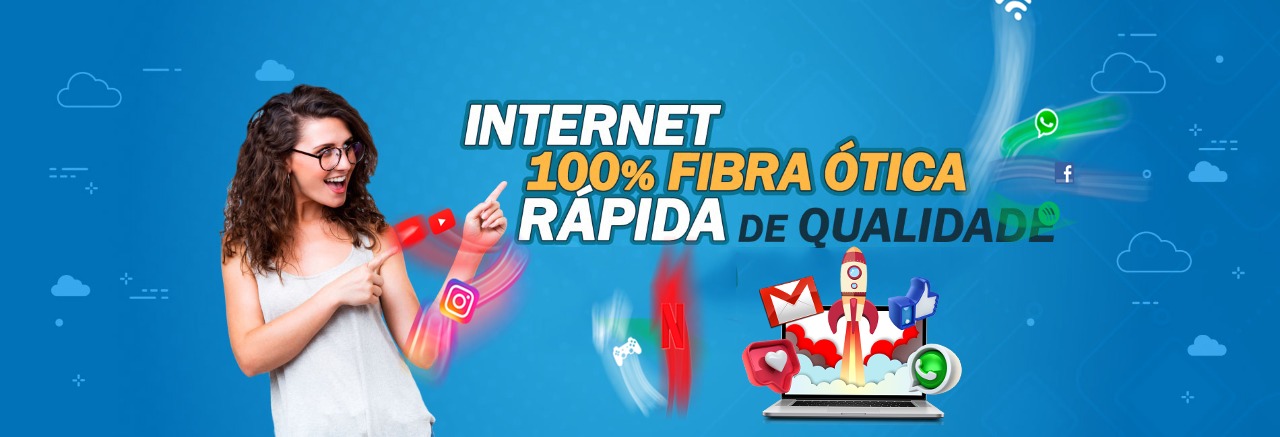 INTERNET
100% FIBRA ÓTICA
RÁPIDA DE QUALIDADE
N
f